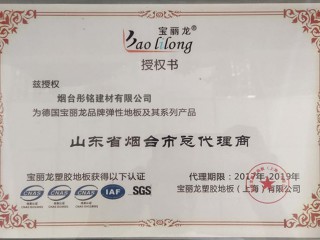 宝丽龙®
Bao lilong
授权书
兹授权
烟台彤铭建材有限公司
为德国宝丽龙品牌弹性地板及其系列产品
山东省烟台市总代理商
宝丽龙塑胶地板获得以下认证
代理期限：2017年-2019年
CNAS CNAS IAF SGS
宝丽龙塑胶地板（上海）有限公司